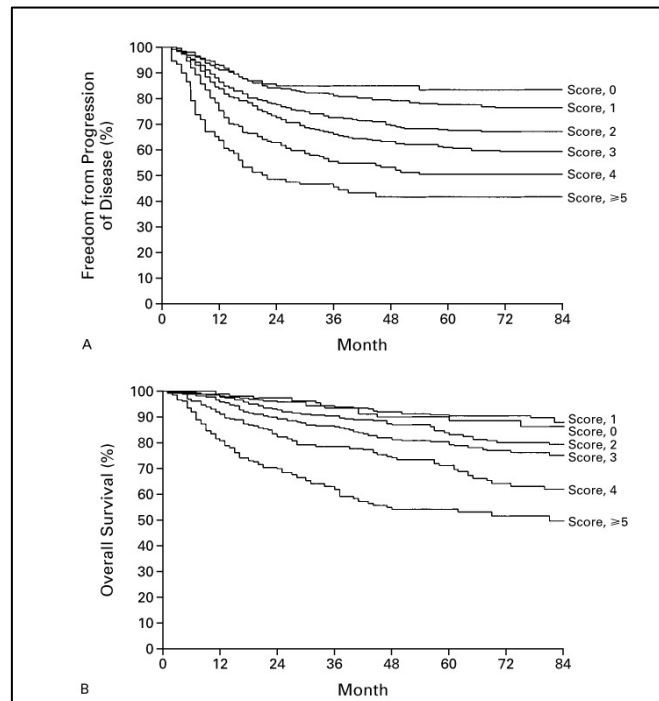 Freedom from Progression
of Disease (%)
100
90
80
70
60
50
40
30
20
10
0
0 12 24 36 48 60 72 84
Month
Score, 0
Score, 1
Score, 2
Score, 3
Score, 4
Score, ≥5
A
Overall Survival (%)
100
90
80
70
60
50
40
30
20
10
0
0 12 24 36 48 60 72 84
Month
Score, 1
Score, 0
Score, 2
Score, 3
Score, 4
Score, ≥5
B